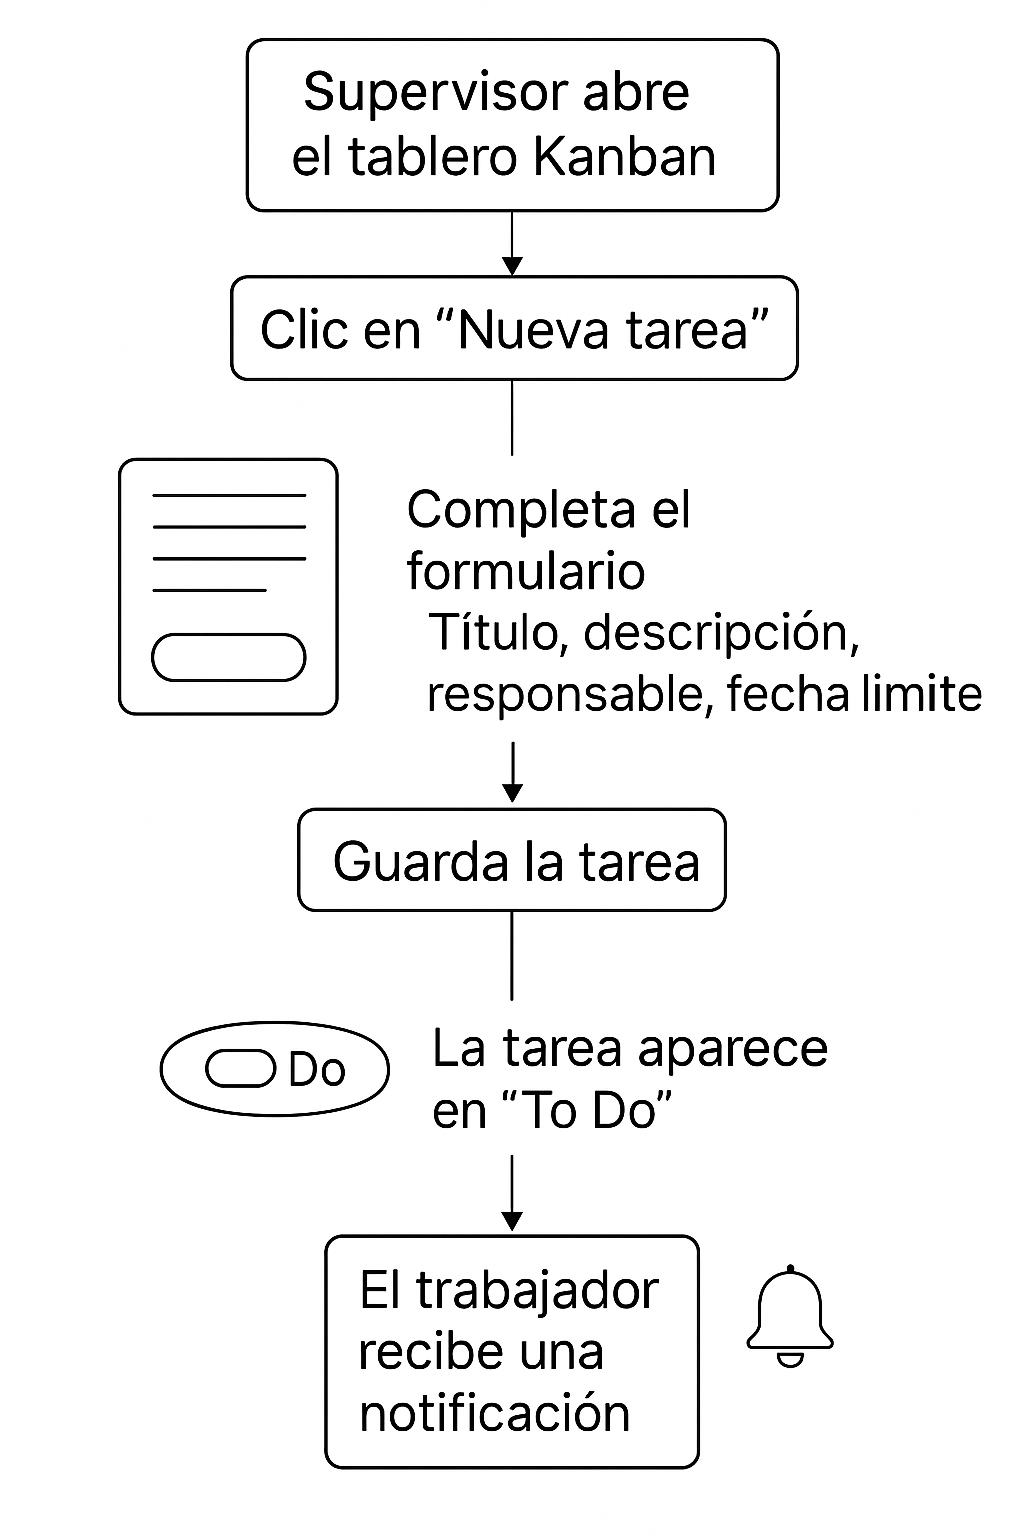 Supervisor abre
el tablero Kanban
Clic en “Nueva tarea”
Completa el
formulario
Título, descripción,
responsable, fecha limite
Guarda la tarea
Do
La tarea aparece
en “To Do”
El trabajador
recibe una
notificación